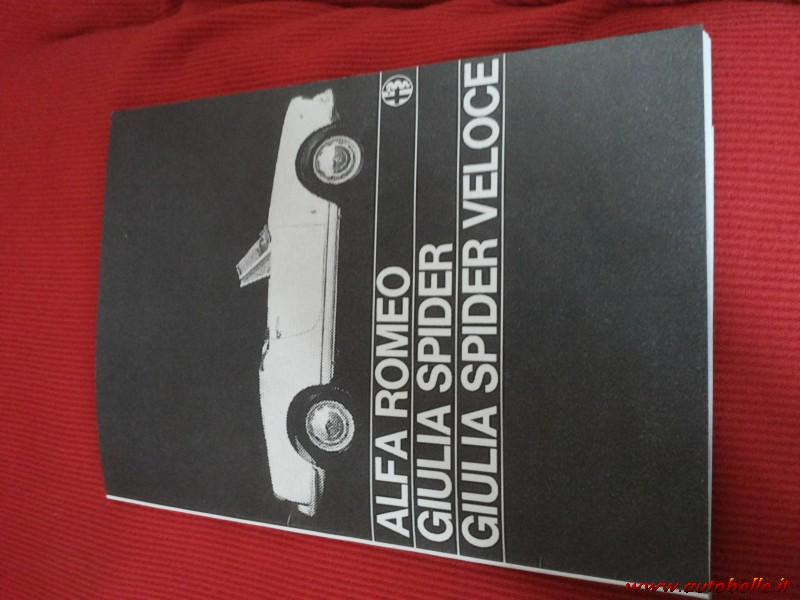 ALFA ROMEO
GIULIA SPIDER
GIULIA SPIDER VELOCE
www.autobelle.it